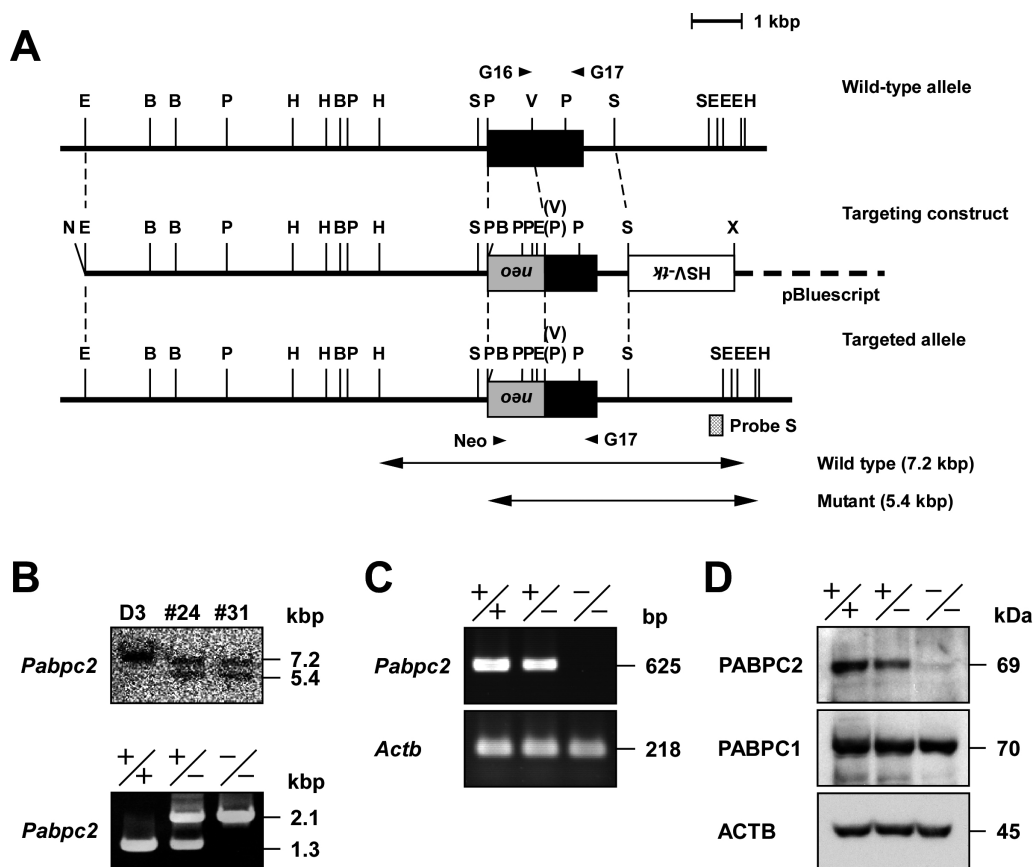 1 kbp
A
G16 G17
Wild-type allele
E B B P H H B P H S P V P S S E E E H
Targeting construct
(V)
N E B B P H H B P H S P B P P E (P) P S X
neo HSV-tk
pBluescript
Targeted allele
(V)
E B B P H H B P H S P B P P E (P) P S S E E E H
neo
Probe S
Neo G17
Wild type (7.2 kbp)
Mutant (5.4 kbp)
B
D3 #24 #31 kbp
Pabpc2 7.2
5.4
+/+ +/− −/− kbp
Pabpc2 2.1
1.3
C
+/+ +/− −/− bp
Pabpc2 625
Actb 218
D
+/+ +/− −/− kDa
PABPC2 69
PABPC1 70
ACTB 45